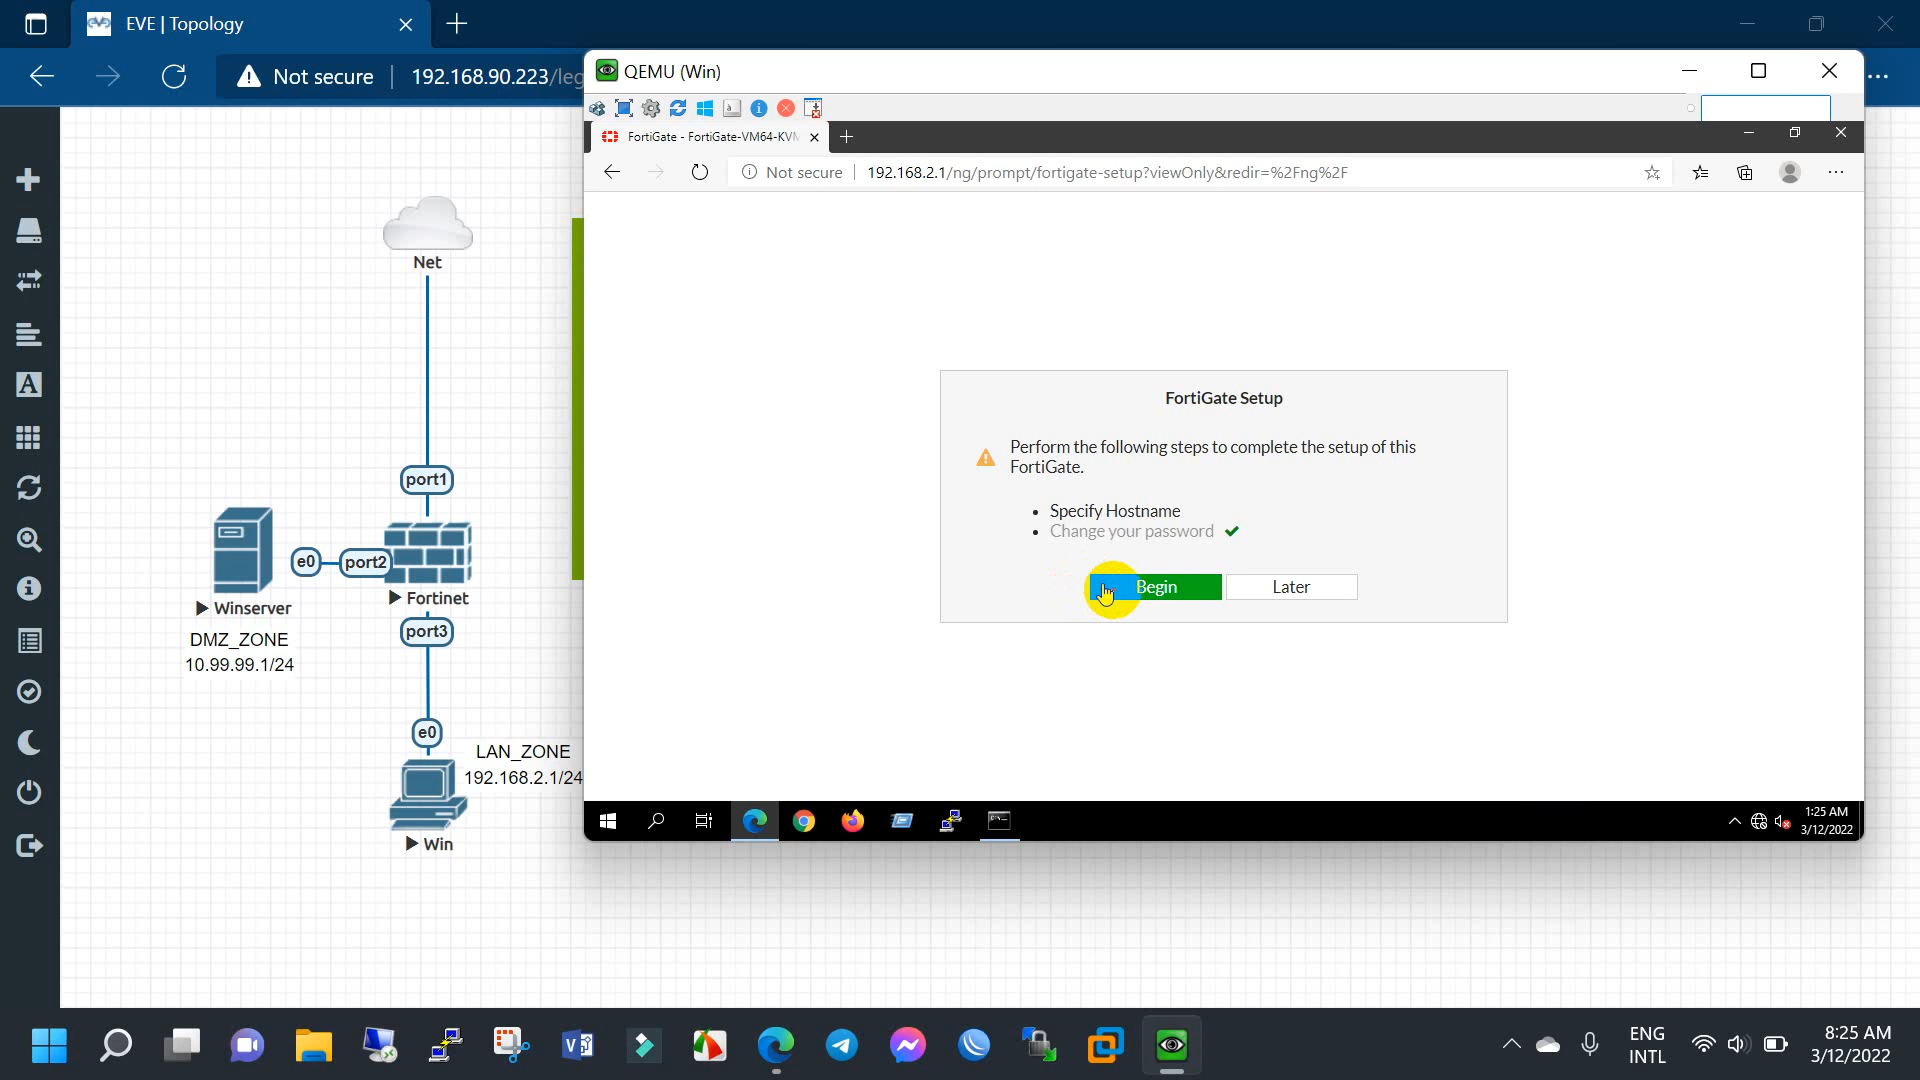 EVE | Topology
Not secure
192.168.90.223/leg
QEMU (Win)
FortiGate - FortiGate-VM64-KVM
Not secure
192.168.2.1/ng/prompt/fortigate-setup?viewOnly&redir=%2Fng%2F
Net
FortiGate Setup
Perform the following steps to complete the setup of this
FortiGate.
port1
Specify Hostname
Change your password
e0
port2
Begin
Later
Winserver
Fortinet
DMZ_ZONE
port3
10.99.99.1/24
e0
LAN_ZONE
192.168.2.1/24
Win
1:25 AM
3/12/2022
ENG
INTL
8:25 AM
3/12/2022